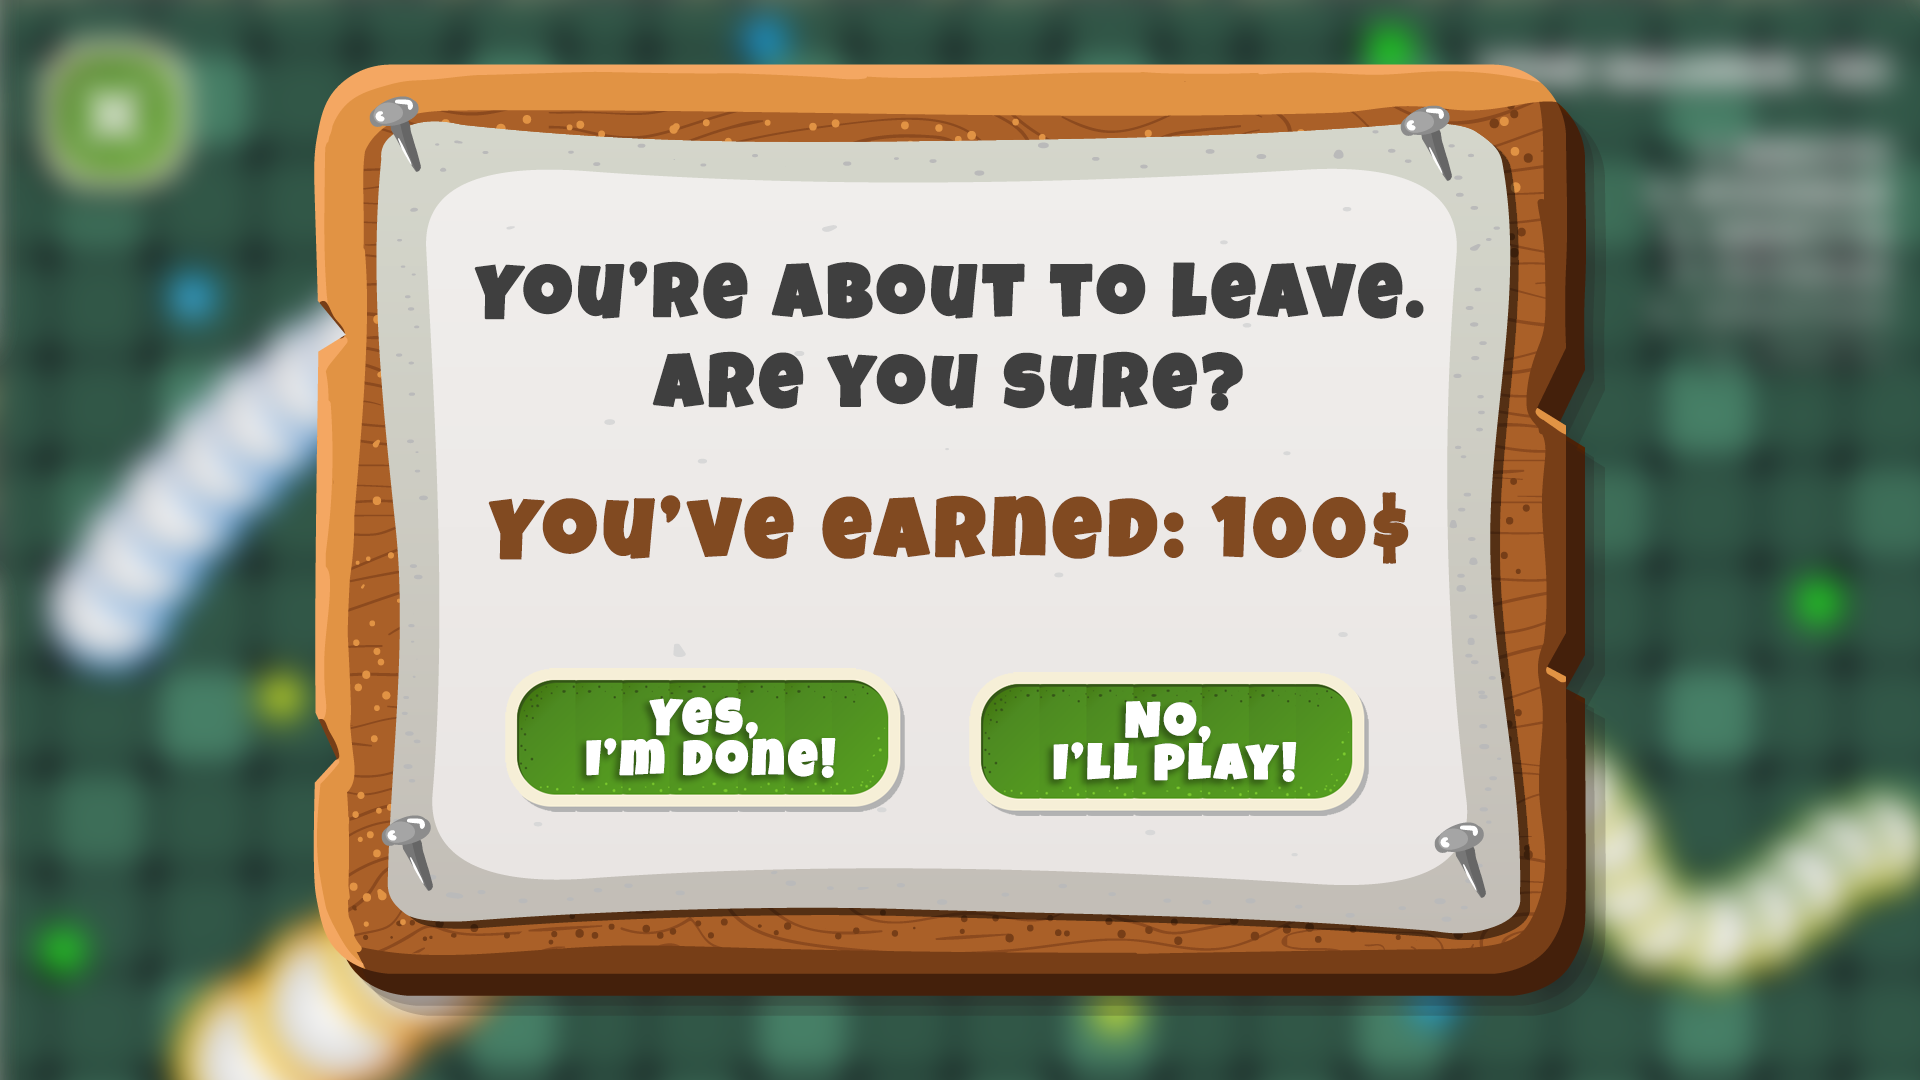 You're about to leave.
Are you sure?
You've earned: 100$
Yes,
I'm done!
No,
I'll play!